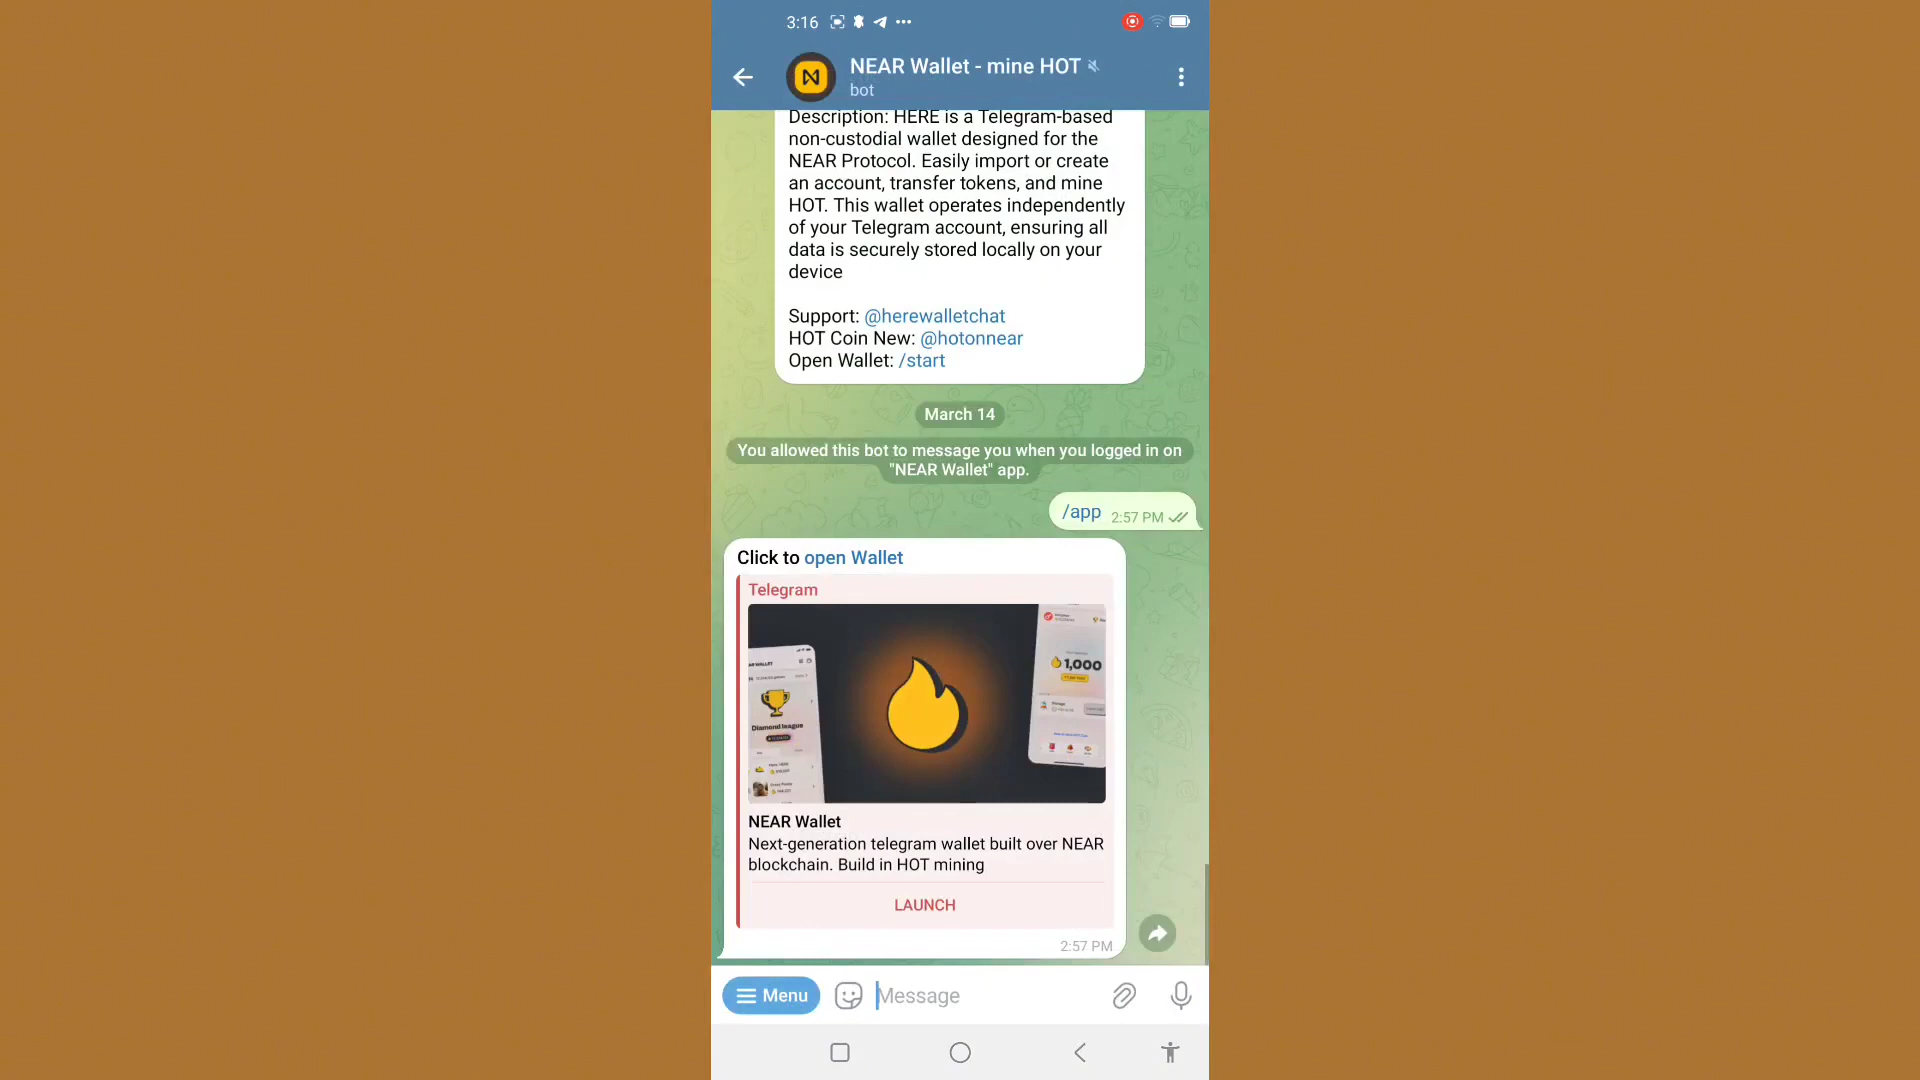 3:16
NEAR Wallet - mine HOT
bot
Description: HERE is a Telegram-based
non-custodial wallet designed for the
NEAR Protocol. Easily import or create
an account, transfer tokens, and mine
HOT. This wallet operates independently
of your Telegram account, ensuring all
data is securely stored locally on your
device
Support: @herewalletchat
HOT Coin New: @hotonnear
Open Wallet: /start
March 14
You allowed this bot to message you when you logged in on
"NEAR Wallet" app.
/app 2:57 PM
Click to open Wallet
Telegram
Diamond league
1,000
NEAR Wallet
Next-generation telegram wallet built over NEAR
blockchain. Build in HOT mining
LAUNCH
2:57 PM
Menu
Message